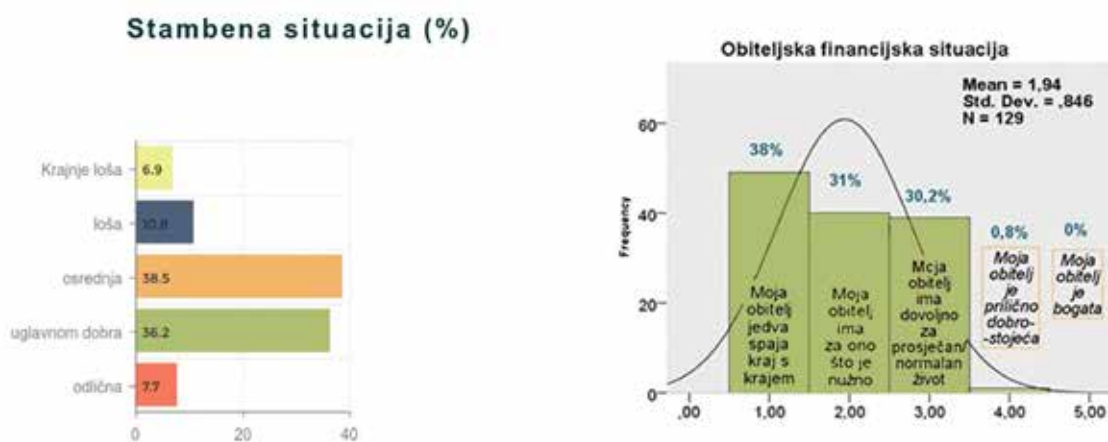 Stambena situacija (%)
Krajnje loša
6.9
loša
10.8
osrednja
38.5
uglavnom dobra
36.2
odlična
7.7
0
20
40
Obiteljska financijska situacija
Mean = 1,94
Std. Dev. = ,846
N = 129
Frequency
60
40
20
0
38%
31%
30,2%
0,8%
0%
Moja
obitelj
jedva
spaja
kraj s
krajem
Moja
obitelj
ima
za ono
što je
nužno
Moja
obitelj
ima
dovoljno
za
prosječan/
normalan
život
Moja
obitelj
je
prilično
dobro-
-stojeća
Moja
obitelj
je
bogata
,00
1,00
2,00
3,00
4,00
5,00